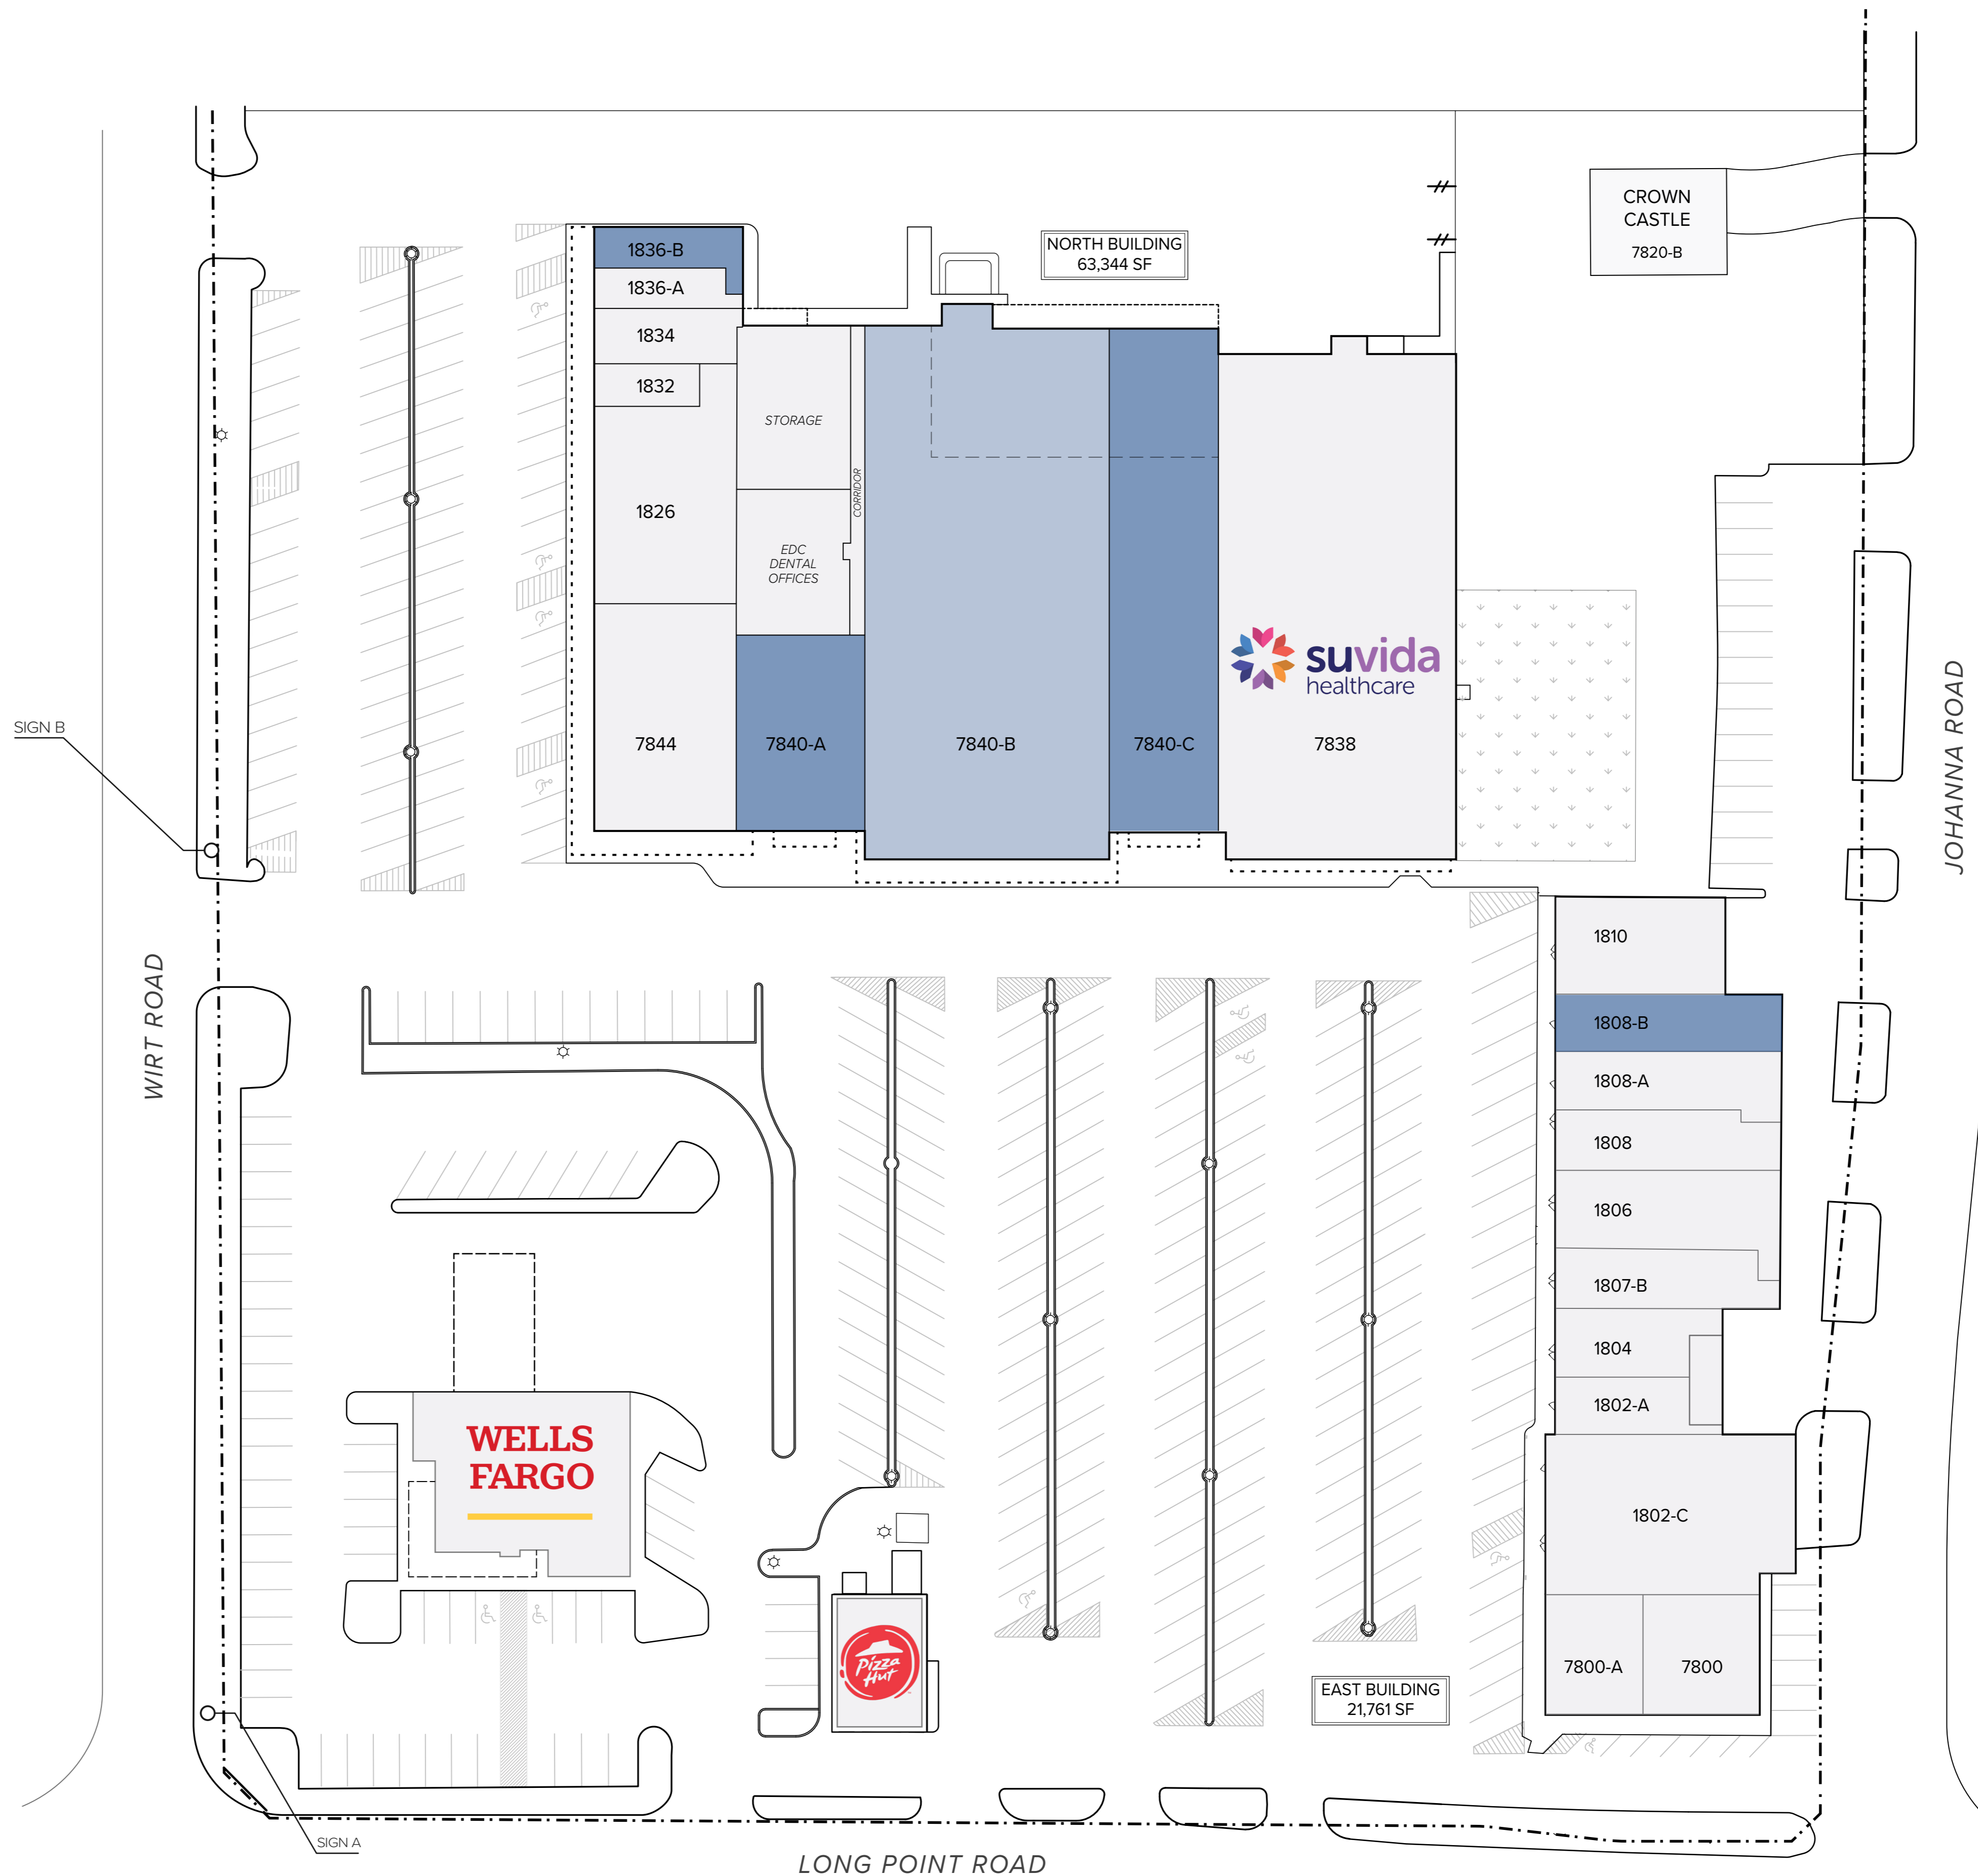 CROWN
CASTLE
7820-B
NORTH BUILDING
63,344 SF
1836-B
1836-A
1834
1832
STORAGE
CORRIDOR
1826
EDC
DENTAL
OFFICES
suvida
healthcare
7844
7840-A
7840-B
7840-C
7838
SIGN B
JOHANNA ROAD
WIRT ROAD
1810
1808-B
1808-A
1808
1806
1807-B
1804
1802-A
WELLS
FARGO
1802-C
Pizza
Hut
7800-A
7800
EAST BUILDING
21,761 SF
SIGN A
LONG POINT ROAD